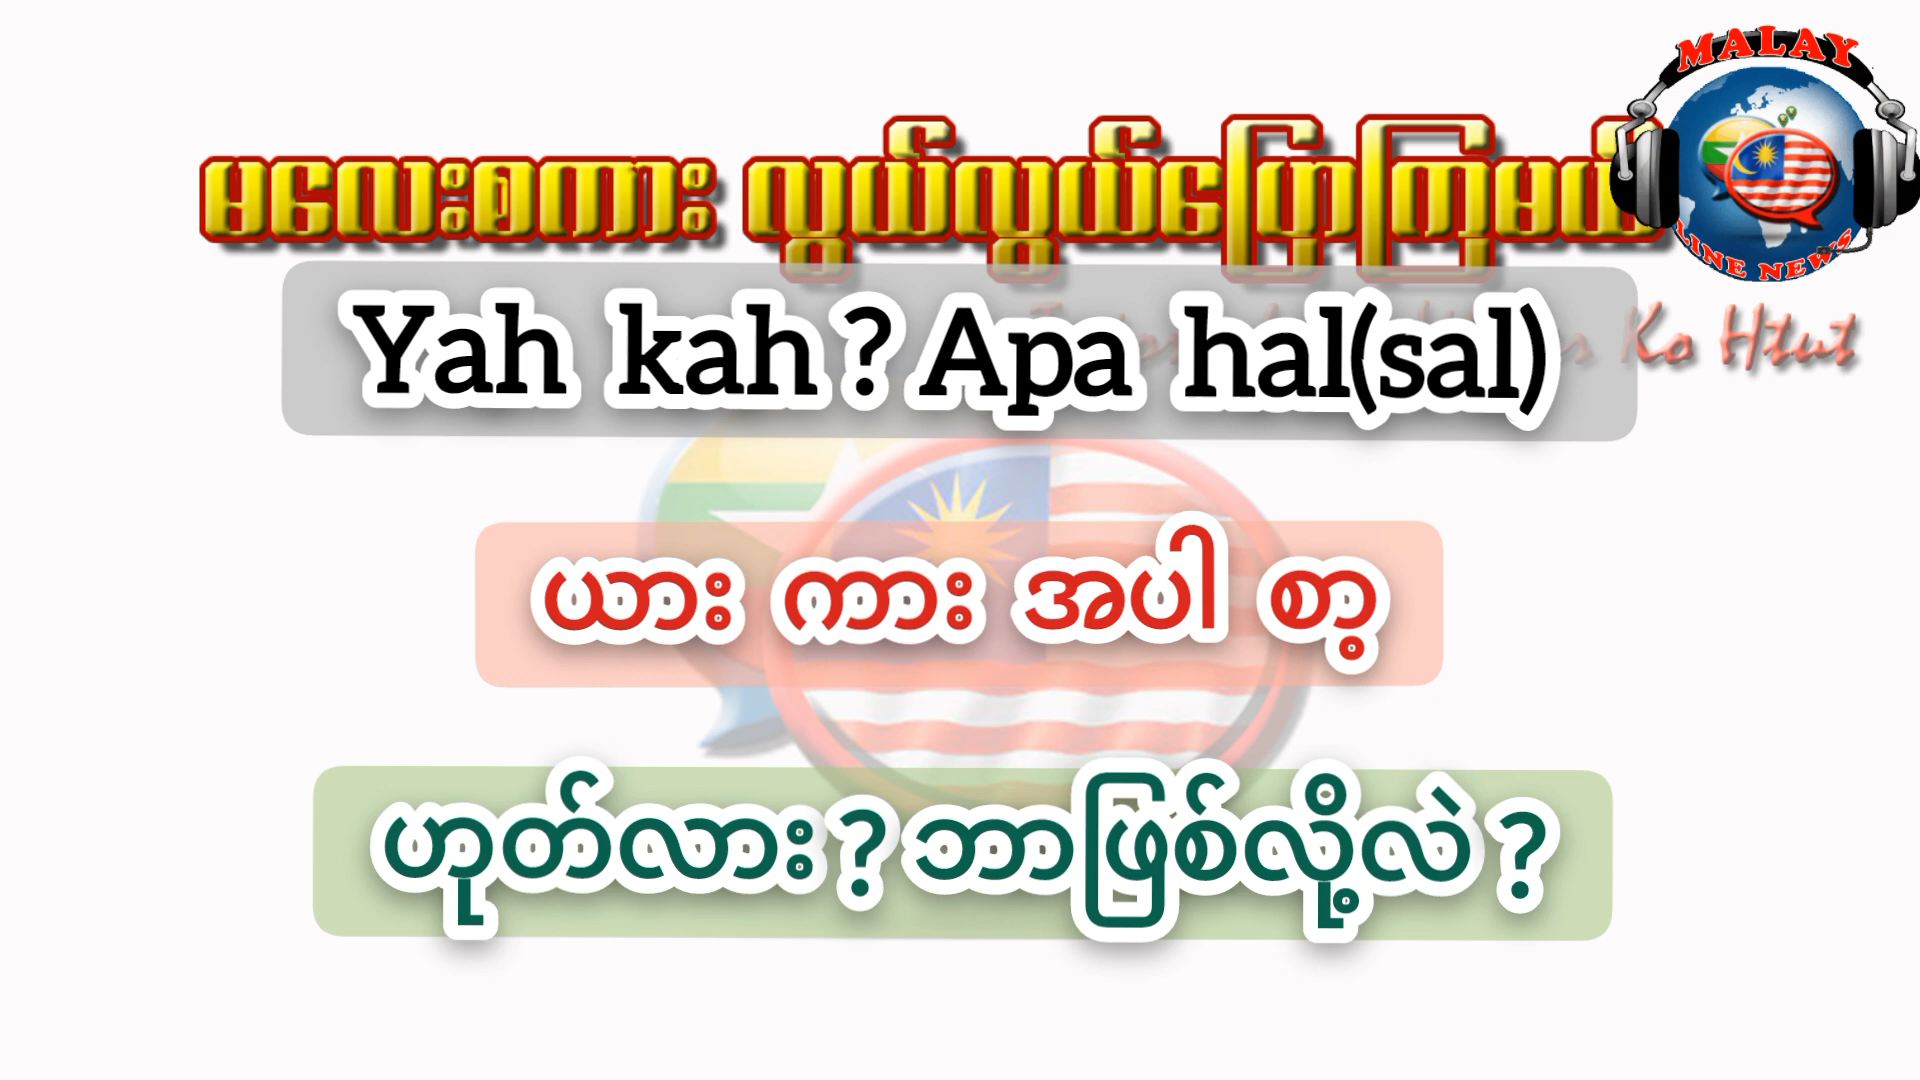 MALAY
မလေးစကား လွယ်လွယ်ပြောကြမယ်
LINE NEWS
Ko Htut
Yah kah? Apa hal(sal)
ယား ကား အပါ စာ့
ဟုတ်လား? ဘာဖြစ်လို့လဲ?